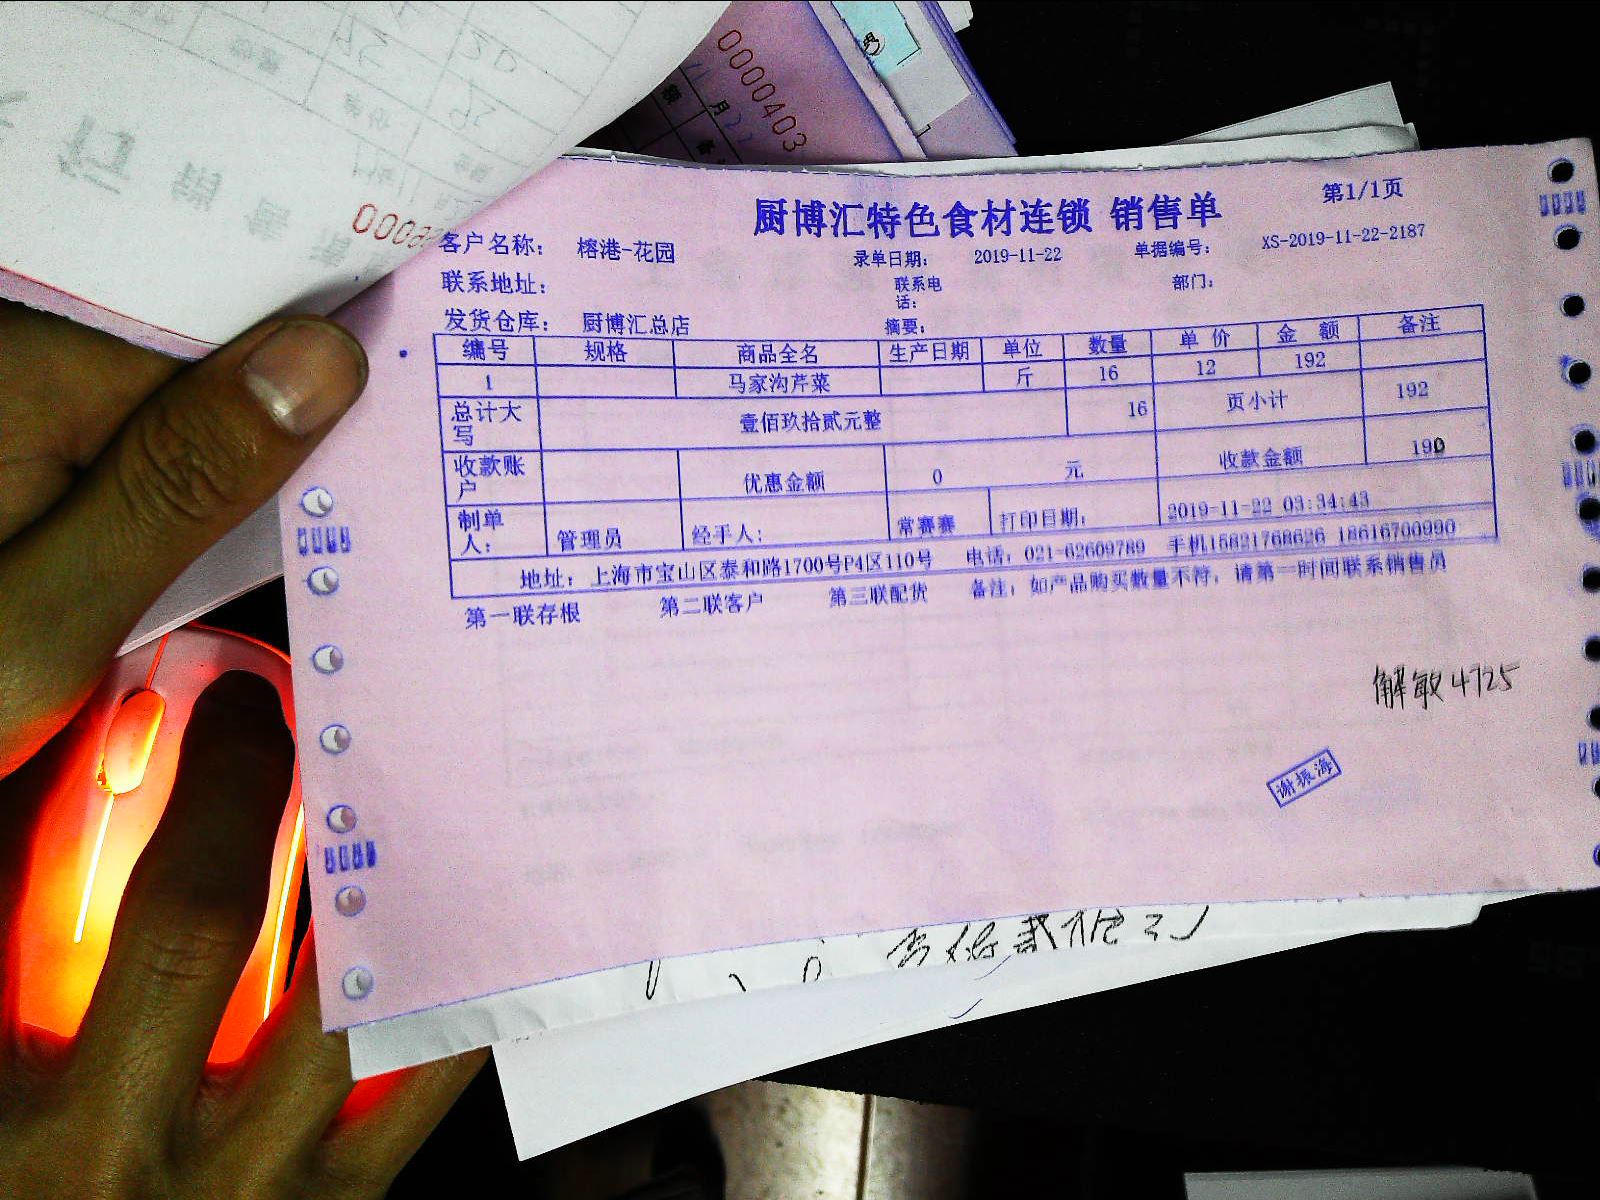 0000403
月
0000
厨博汇特色食材连锁 销售单
第1/1页
客户名称： 榕港-花园 录单日期： 2019-11-22 单据编号： XS-2019-11-22-2187
联系地址： 联系电话： 部门：
发货仓库： 厨博汇总店 摘要：
编号 规格 商品全名 生产日期 单位 数量 单价 金额 备注
1 马家沟芹菜 斤 16 12 192
总计大写 壹佰玖拾贰元整 16 页小计 192
收款账户 优惠金额 0 元 收款金额 190
制单人： 管理员 经手人： 常赛赛 打印日期： 2019-11-22 03:34:43
地址：上海市宝山区泰和路1700号P4区110号 电话：021-62609789 手机15821768626 18616700990
第一联存根 第二联客户 第三联配货 备注：如产品购买数量不符，请第一时间联系销售员
解敏4725
谢振海